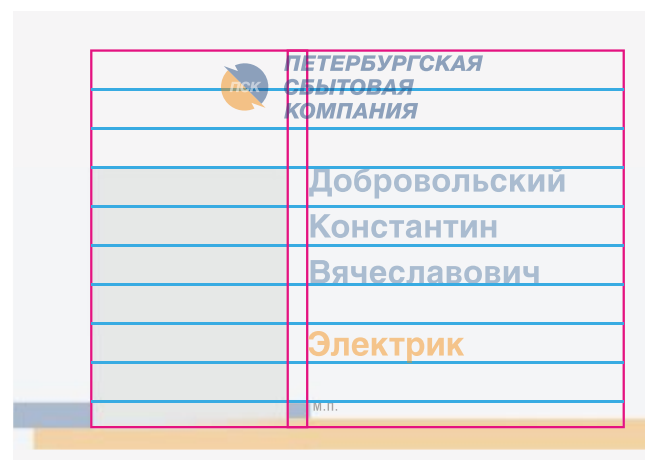 ПСК
ПЕТЕРБУРГСКАЯ
СБЫТОВАЯ
КОМПАНИЯ
Добровольский
Константин
Вячеславович
Электрик
М.П.